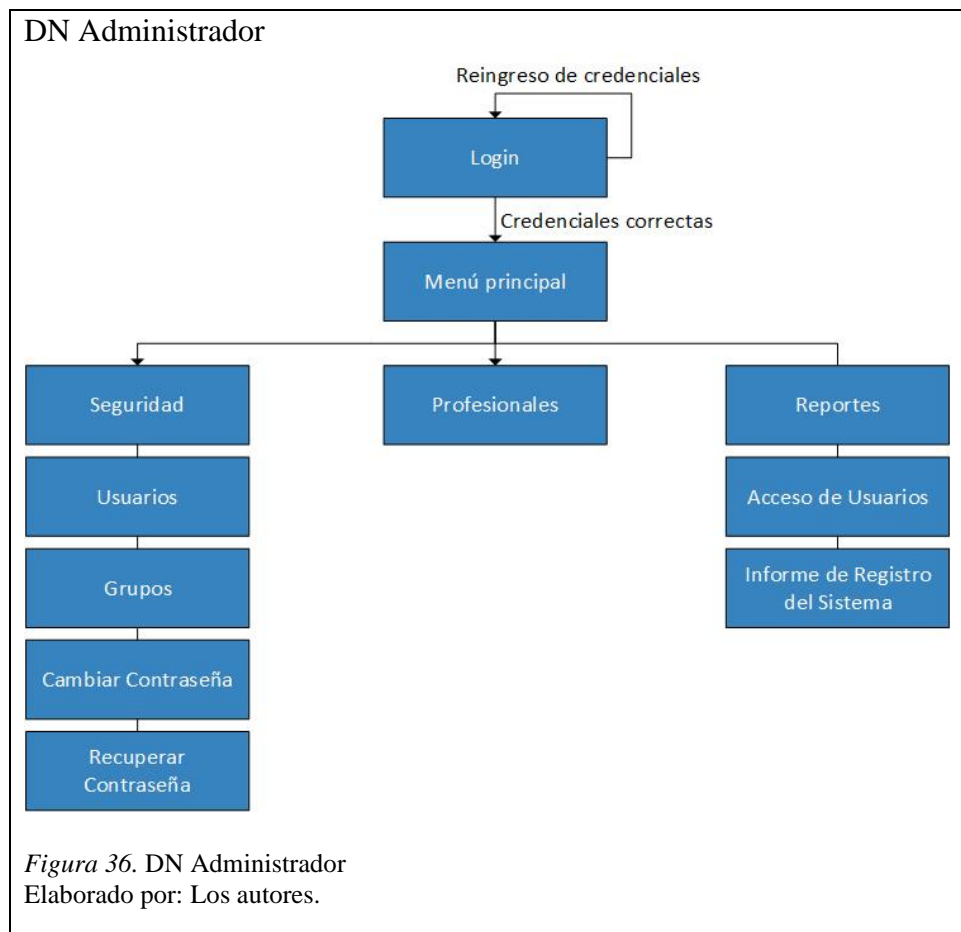 DN Administrador
Reingreso de credenciales
Login
Credenciales correctas
Menú principal
Seguridad
Profesionales
Reportes
Usuarios
Acceso de Usuarios
Grupos
Informe de Registro
del Sistema
Cambiar Contraseña
Recuperar
Contraseña
Figura 36. DN Administrador
Elaborado por: Los autores.